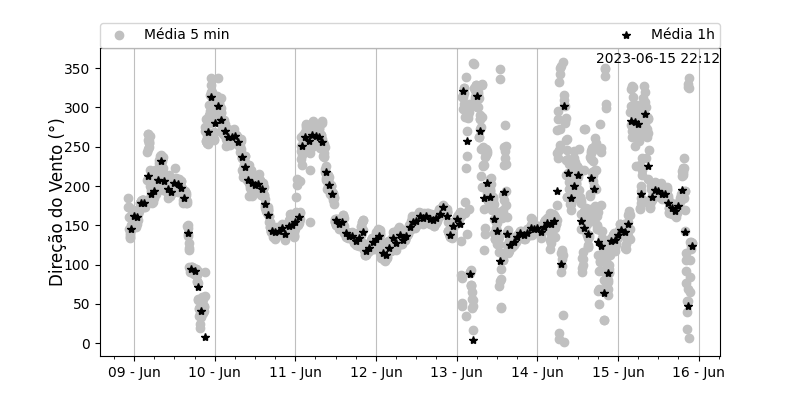 Média 5 min
Média 1h
2023-06-15 22:12
Direção do Vento (°)
350
300
250
200
150
100
50
0
09 - Jun
10 - Jun
11 - Jun
12 - Jun
13 - Jun
14 - Jun
15 - Jun
16 - Jun